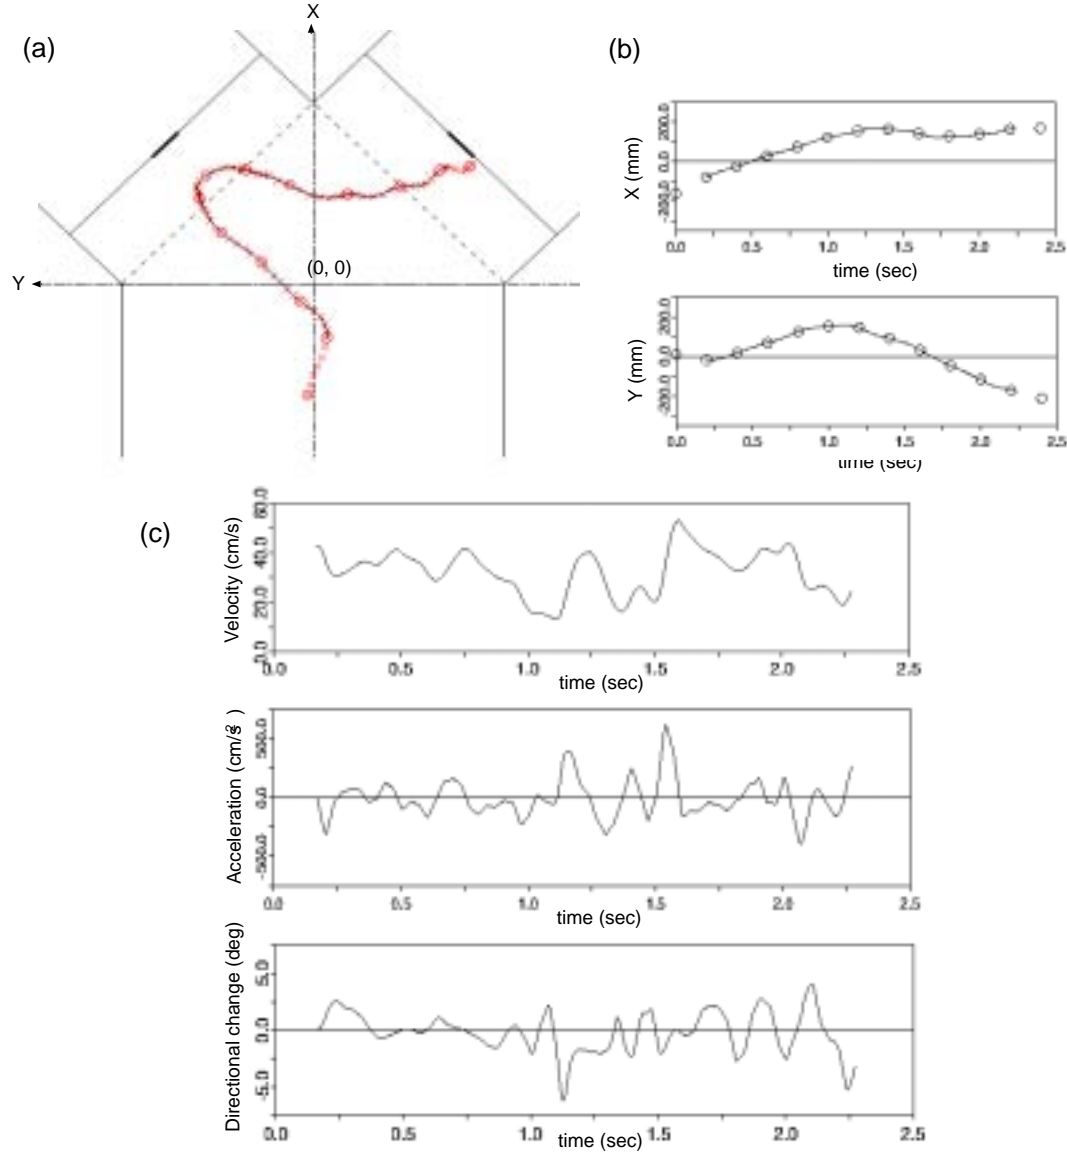 (a)
X
Y
(0, 0)
(b)
X (mm)
200.0
0.0
-200.0
0.0 0.5 1.0 1.5 2.0 2.5
time (sec)
Y (mm)
200.0
0.0
-200.0
0.0 0.5 1.0 1.5 2.0 2.5
time (sec)
(c)
Velocity (cm/s)
60.0
40.0
20.0
0.0
0.0 0.5 1.0 1.5 2.0 2.5
time (sec)
Acceleration (cm/s2)
500.0
0.0
-500.0
0.0 0.5 1.0 1.5 2.0 2.5
time (sec)
Directional change (deg)
5.0
0.0
-5.0
0.0 0.5 1.0 1.5 2.0 2.5
time (sec)